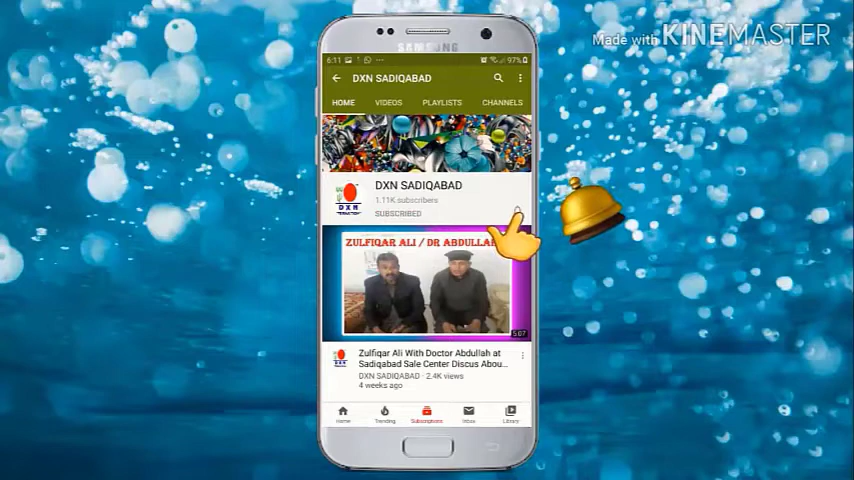 Made with KINEMASTER
SAMSUNG
6:11 97%
DXN SADIQABAD
HOME VIDEOS PLAYLISTS CHANNELS
DXN SADIQABAD
1.11K subscribers
SUBSCRIBED
DXN
ZULFIQAR ALI / DR ABDULLAH
5:07
Zulfiqar Ali With Doctor Abdullah at
Sadiqabad Sale Center Discus Abou...
DXN SADIQABAD · 2.4K views
4 weeks ago
Home Trending Subscriptions Inbox Library